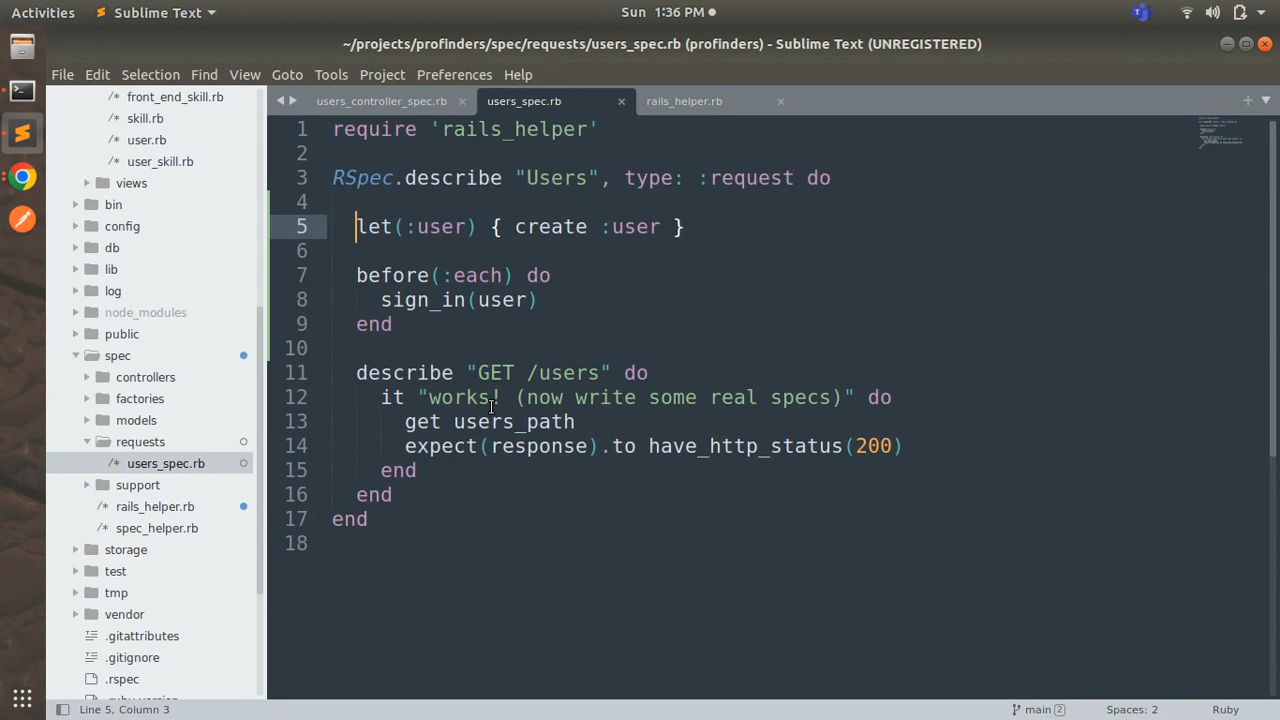 Activities
Sublime Text
Sun 1:36 PM
~/projects/profinders/spec/requests/users_spec.rb (profinders) - Sublime Text (UNREGISTERED)
File Edit Selection Find View Goto Tools Project Preferences Help
users_controller_spec.rb
users_spec.rb
rails_helper.rb
/* front_end_skill.rb
/* skill.rb
/* user.rb
/* user_skill.rb
views
bin
config
db
lib
log
node_modules
public
spec
controllers
factories
models
requests
/* users_spec.rb
support
/* rails_helper.rb
/* spec_helper.rb
storage
test
tmp
vendor
.gitattributes
.gitignore
/* .rspec
.ruby-version
1 require 'rails_helper'
2
3 RSpec.describe "Users", type: :request do
4
5 let(:user) { create :user }
6
7 before(:each) do
8 sign_in(user)
9 end
10
11 describe "GET /users" do
12 it "works! (now write some real specs)" do
13 get users_path
14 expect(response).to have_http_status(200)
15 end
16 end
17 end
18
Line 5, Column 3
main 2
Spaces: 2
Ruby